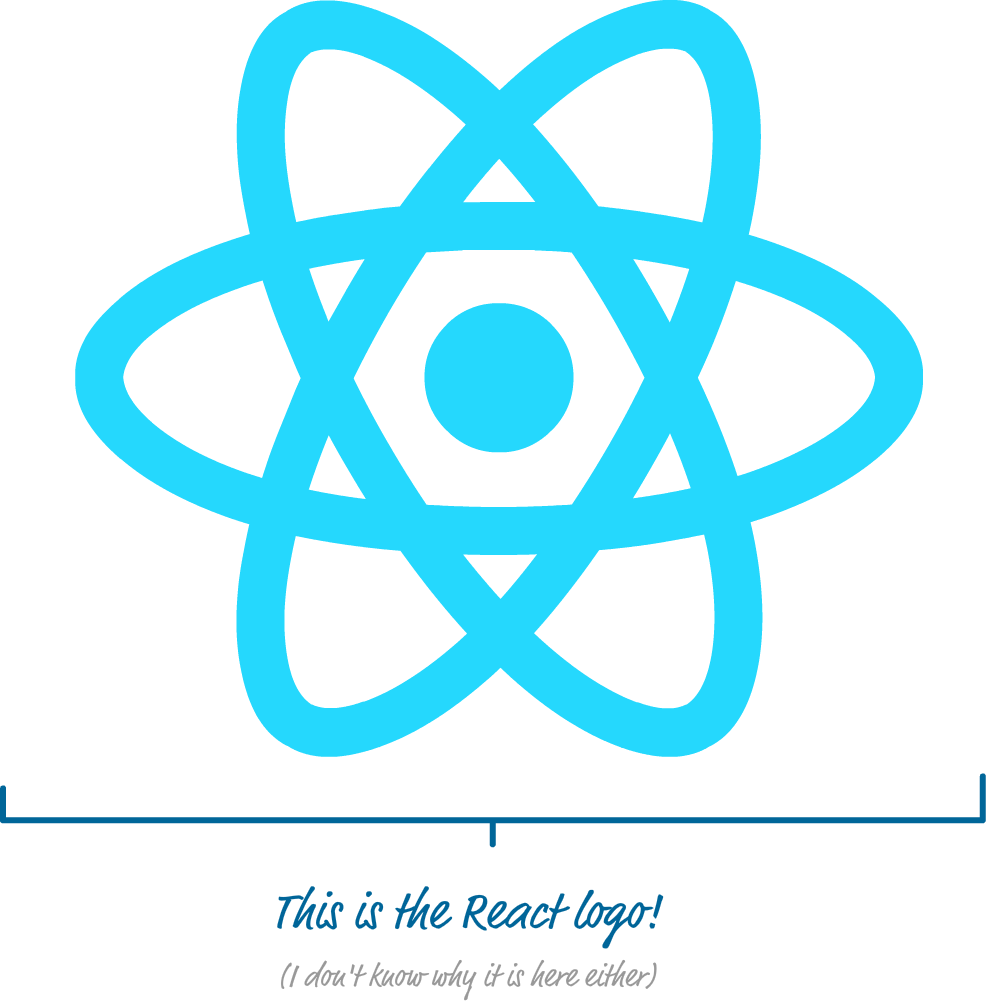 This is the React logo!
(I don't know why it is here either)